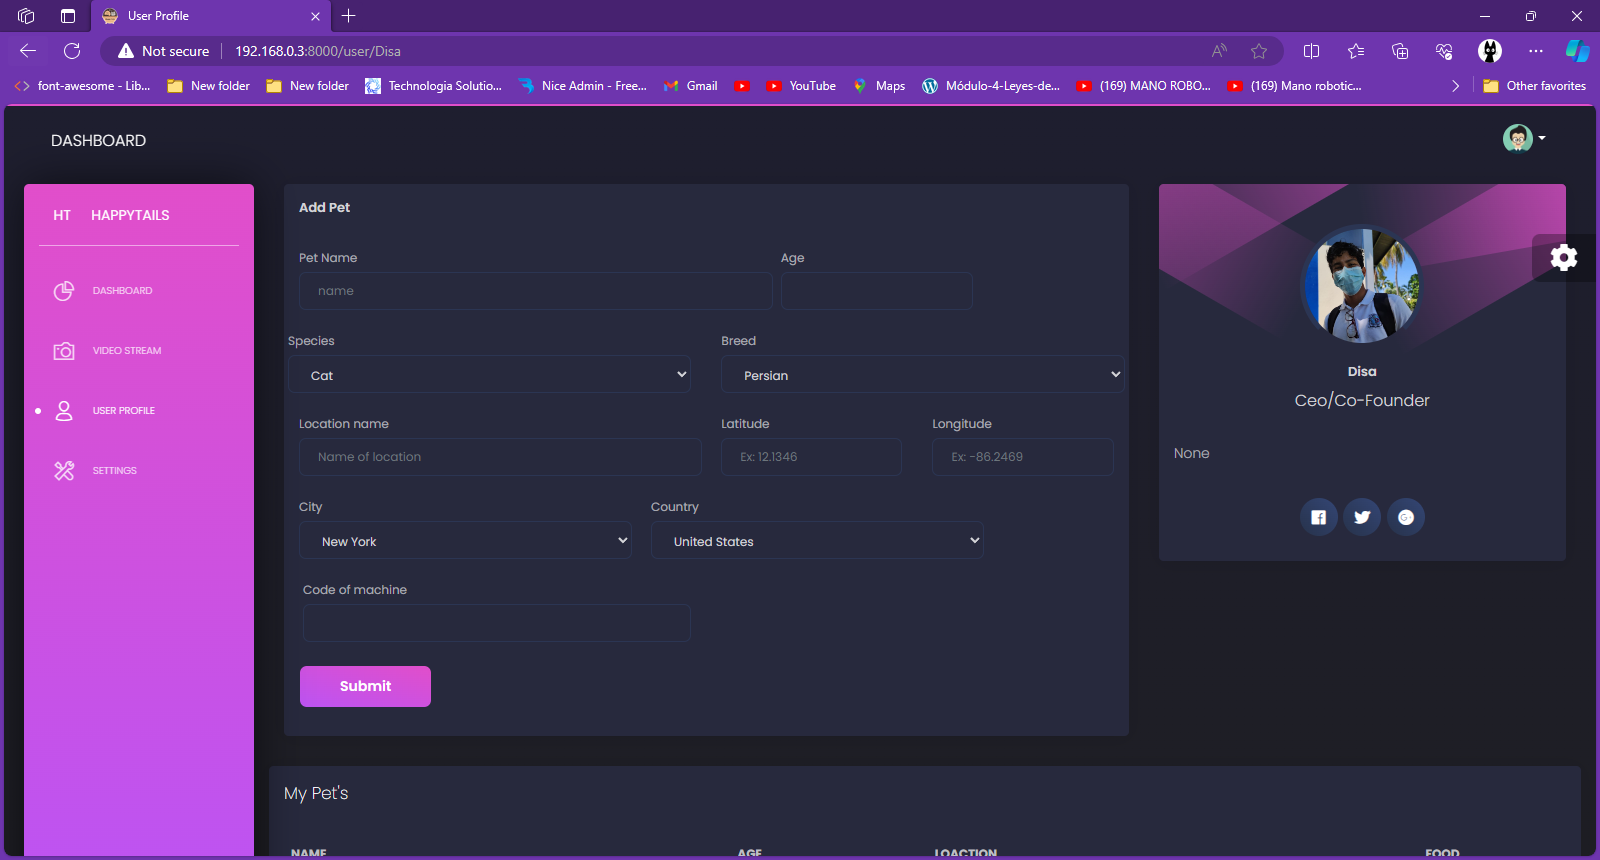 User Profile
Not secure 192.168.0.3:8000/user/Disa
font-awesome - Lib... New folder New folder Technologia Solutio... Nice Admin - Free... Gmail YouTube Maps Módulo-4-Leyes-de... (169) MANO ROBO... (169) Mano robotic... Other favorites
DASHBOARD
HT HAPPYTAILS
DASHBOARD
VIDEO STREAM
USER PROFILE
SETTINGS
Add Pet
Pet Name Age
name
Species Breed
Cat Persian
Location name Latitude Longitude
Name of location Ex: 12.1346 Ex: -86.2469
City Country
New York United States
Code of machine
Submit
Disa
Ceo/Co-Founder
None
My Pet's
NAME AGE LOACTION FOOD